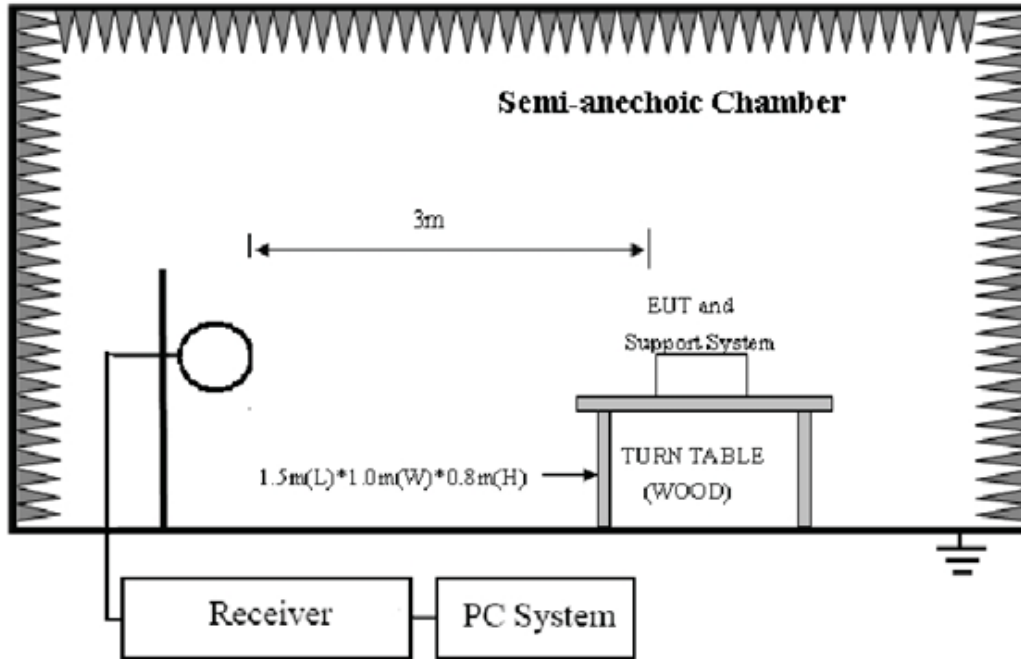 Semi-anechoic Chamber
3m
EUT and
Support System
1.5m(L)*1.0m(W)*0.8m(H)
TURN TABLE
(WOOD)
Receiver
PC System